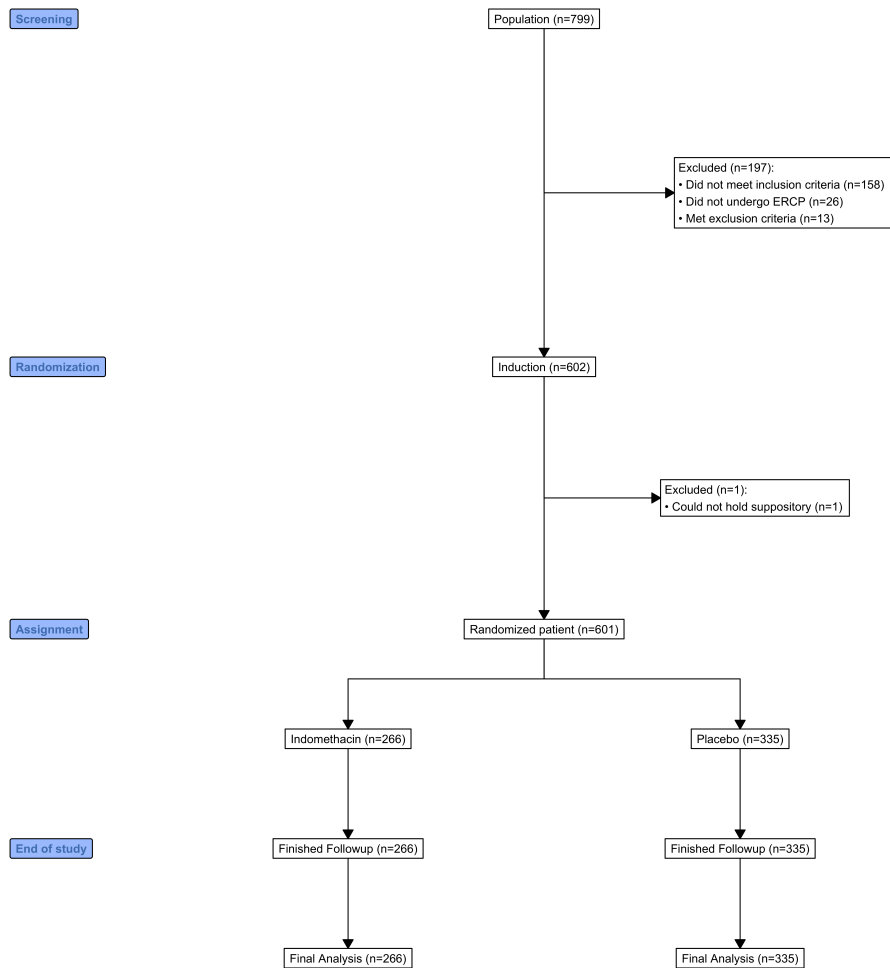 Screening
Population (n=799)
Excluded (n=197):
• Did not meet inclusion criteria (n=158)
• Did not undergo ERCP (n=26)
• Met exclusion criteria (n=13)
Randomization
Induction (n=602)
Excluded (n=1):
• Could not hold suppository (n=1)
Assignment
Randomized patient (n=601)
Indomethacin (n=266)
Placebo (n=335)
End of study
Finished Followup (n=266)
Finished Followup (n=335)
Final Analysis (n=266)
Final Analysis (n=335)